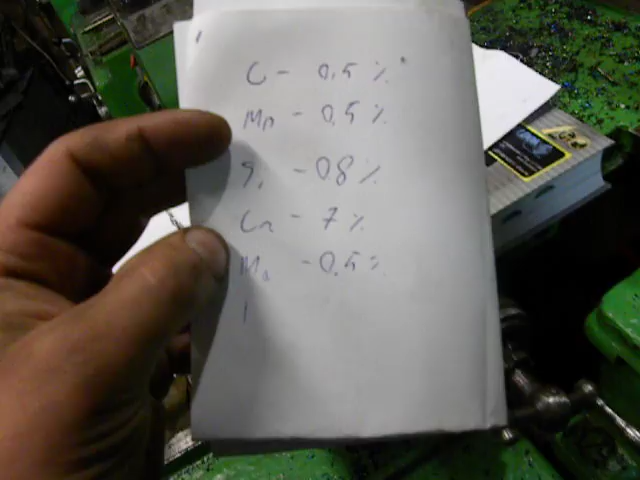 C - 0,5 %
Mn - 0,5 %
Si - 0,8 %
Cr - 7 %
Mo - 0,5 %